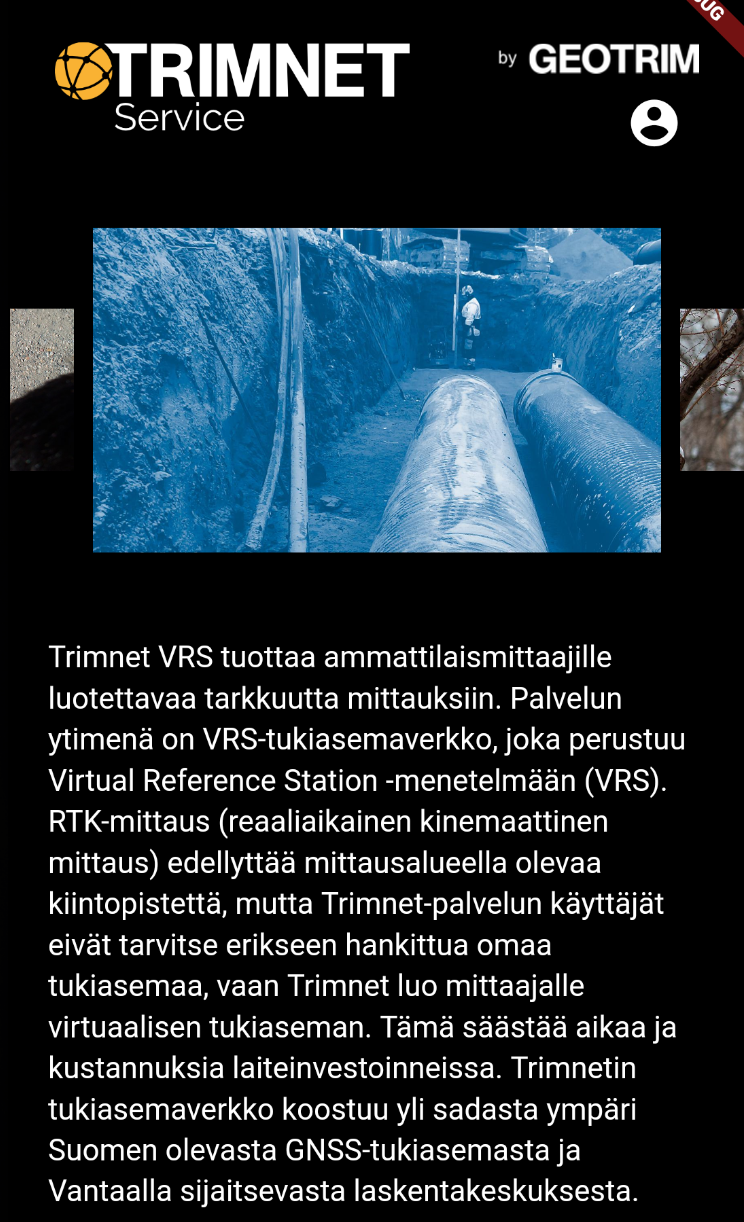 TRIMNET
Service
by GEOTRIM
Trimnet VRS tuottaa ammattilaismittaajille
luotettavaa tarkkuutta mittauksiin. Palvelun
ytimenä on VRS-tukiasemaverkko, joka perustuu
Virtual Reference Station -menetelmään (VRS).
RTK-mittaus (reaaliaikainen kinemaattinen
mittaus) edellyttää mittausalueella olevaa
kiintopistettä, mutta Trimnet-palvelun käyttäjät
eivät tarvitse erikseen hankittua omaa
tukiasemaa, vaan Trimnet luo mittaajalle
virtuaalisen tukiaseman. Tämä säästää aikaa ja
kustannuksia laiteinvestoinneissa. Trimnetin
tukiasemaverkko koostuu yli sadasta ympäri
Suomen olevasta GNSS-tukiasemasta ja
Vantaalla sijaitsevasta laskentakeskuksesta.